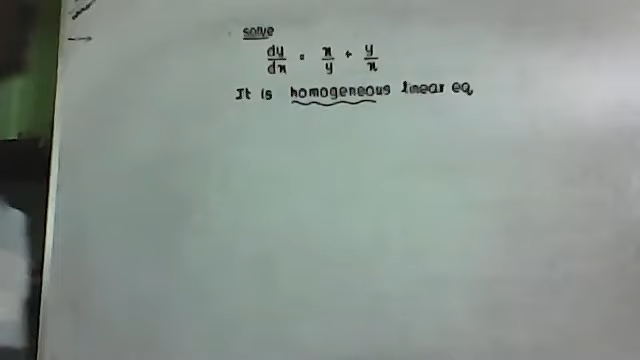 solve
dy/dx = x/y + y/x
It is homogeneous linear eq